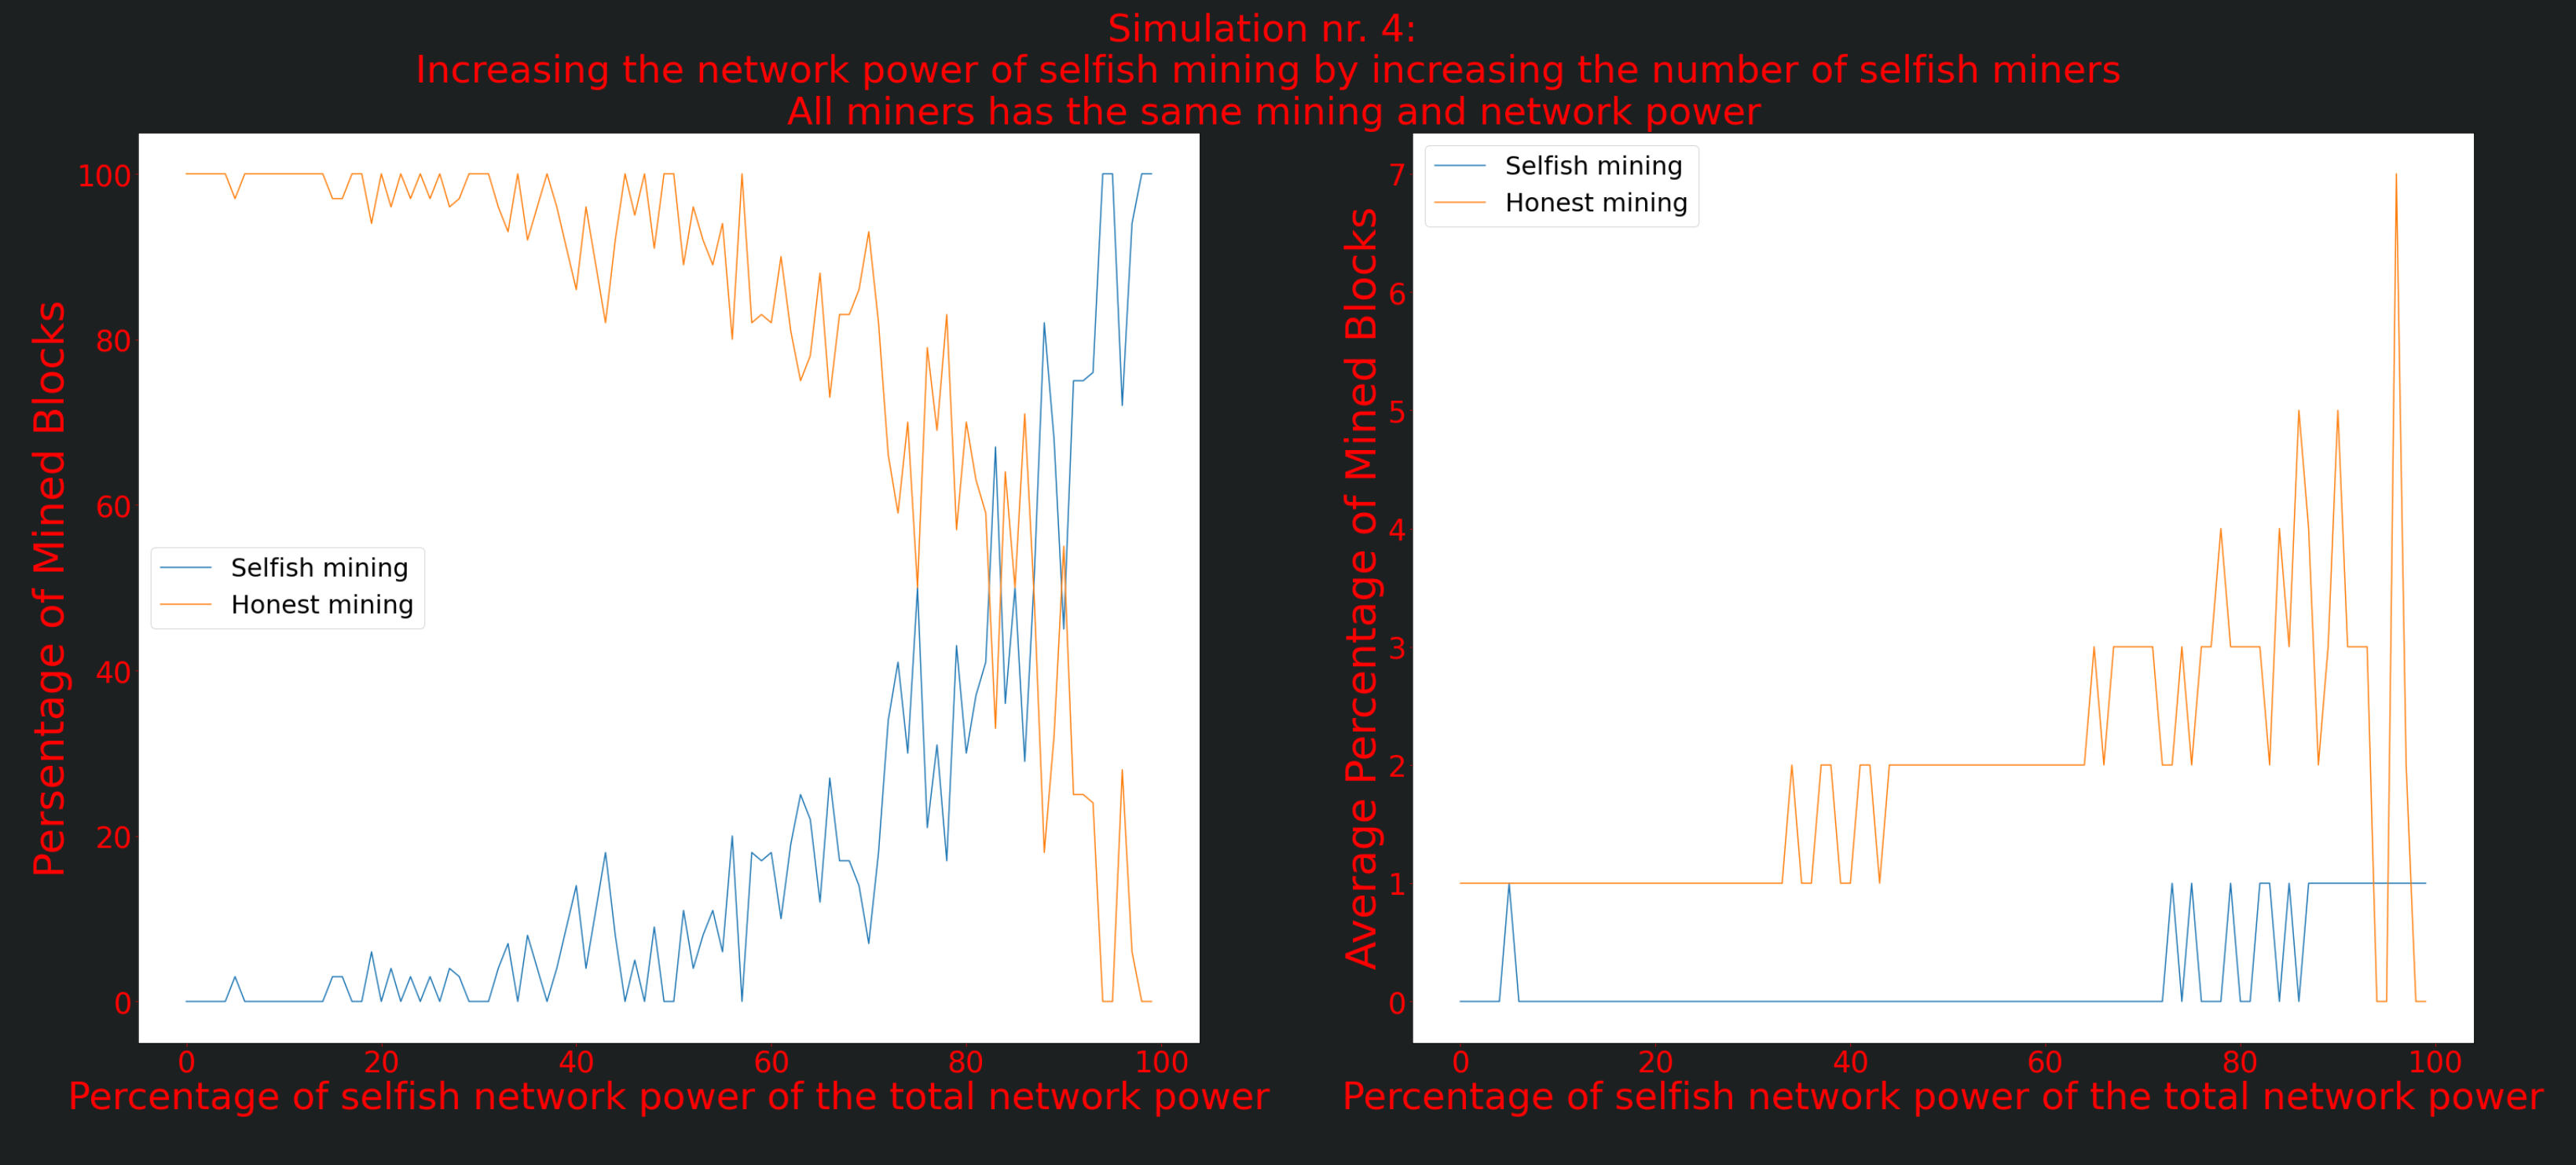 Simulation nr. 4:
Increasing the network power of selfish mining by increasing the number of selfish miners
All miners has the same mining and network power
Persentage of Mined Blocks
100
80
60
40
20
0
Selfish mining
Honest mining
0 20 40 60 80 100
Percentage of selfish network power of the total network power
Average Percentage of Mined Blocks
7
6
5
4
3
2
1
0
Selfish mining
Honest mining
0 20 40 60 80 100
Percentage of selfish network power of the total network power